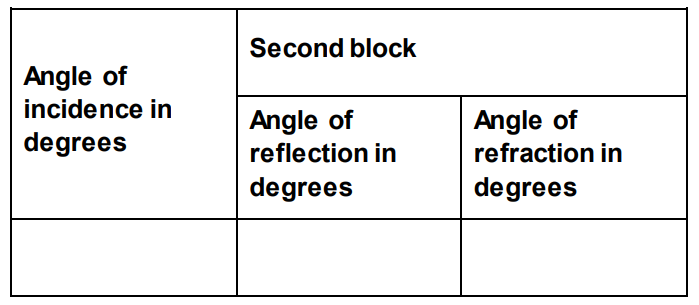 Angle of
incidence in
degrees
Second block
Angle of
reflection in
degrees
Angle of
refraction in
degrees